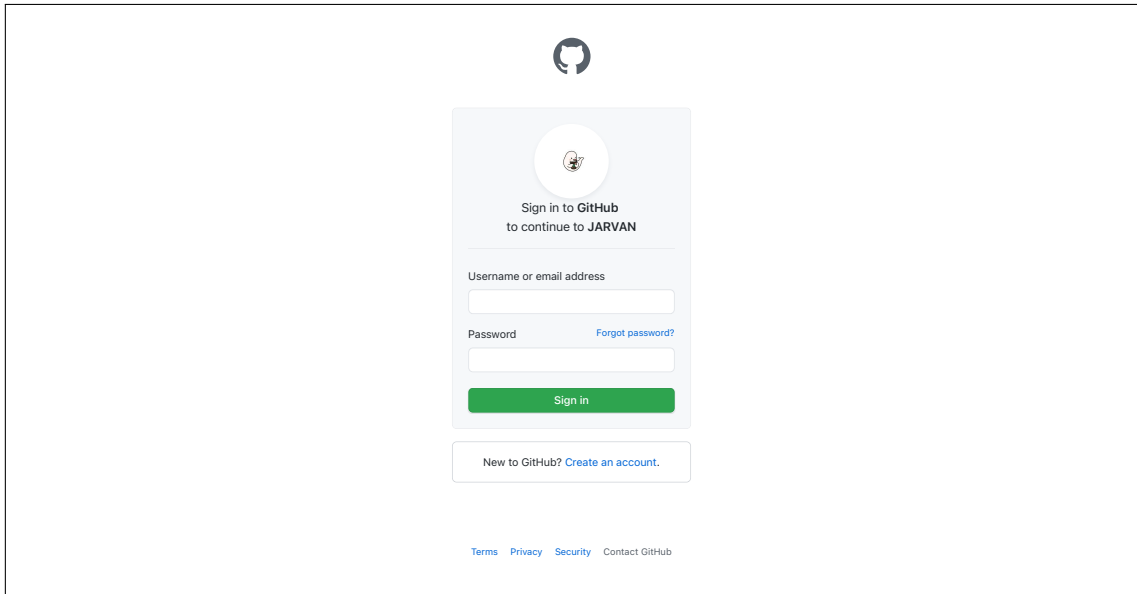 Sign in to GitHub
to continue to JARVAN
Username or email address
Password Forgot password?
Sign in
New to GitHub? Create an account.
Terms Privacy Security Contact GitHub